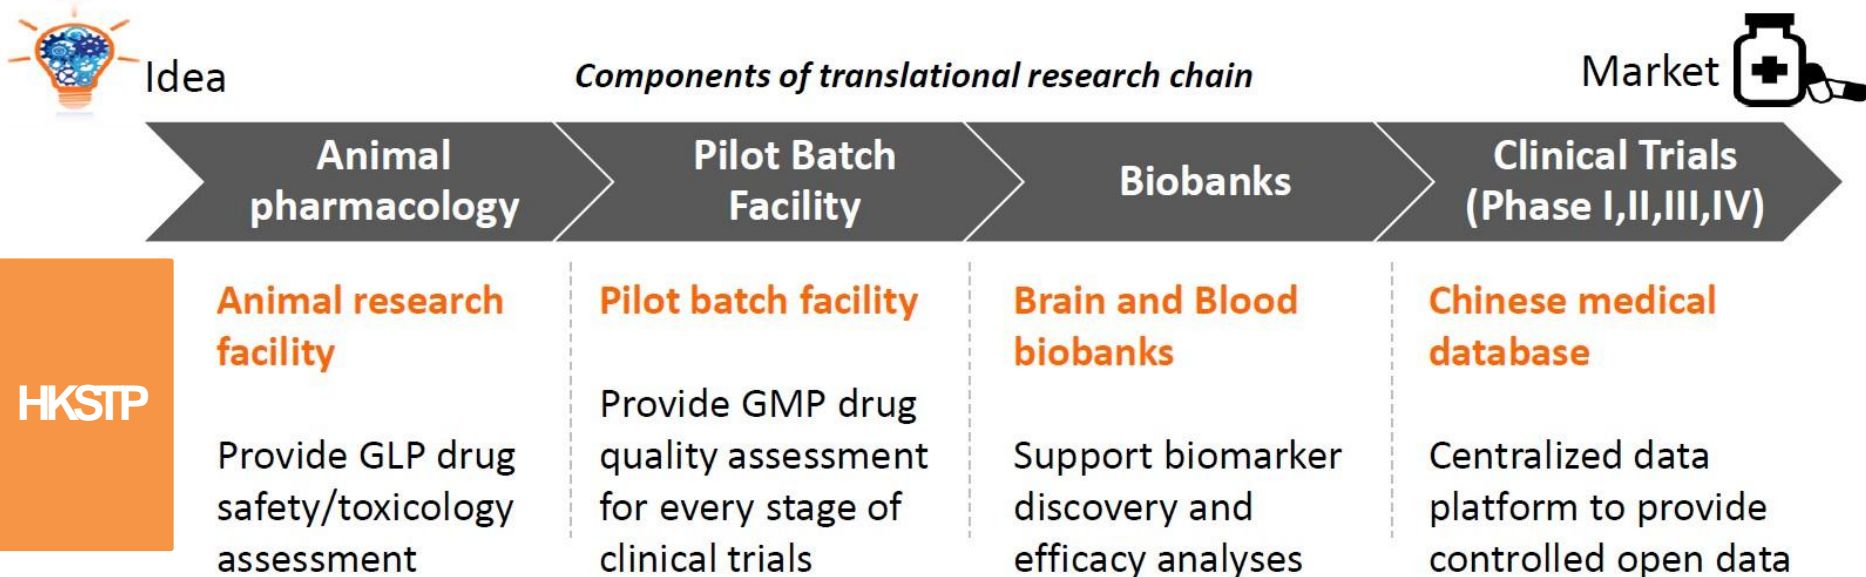 Idea
Components of translational research chain
Market
Animal
pharmacology
Pilot Batch
Facility
Biobanks
Clinical Trials
(Phase I,II,III,IV)
HKSTP
Animal research
facility
Provide GLP drug
safety/toxicology
assessment
Pilot batch facility
Provide GMP drug
quality assessment
for every stage of
clinical trials
Brain and Blood
biobanks
Support biomarker
discovery and
efficacy analyses
Chinese medical
database
Centralized data
platform to provide
controlled open data